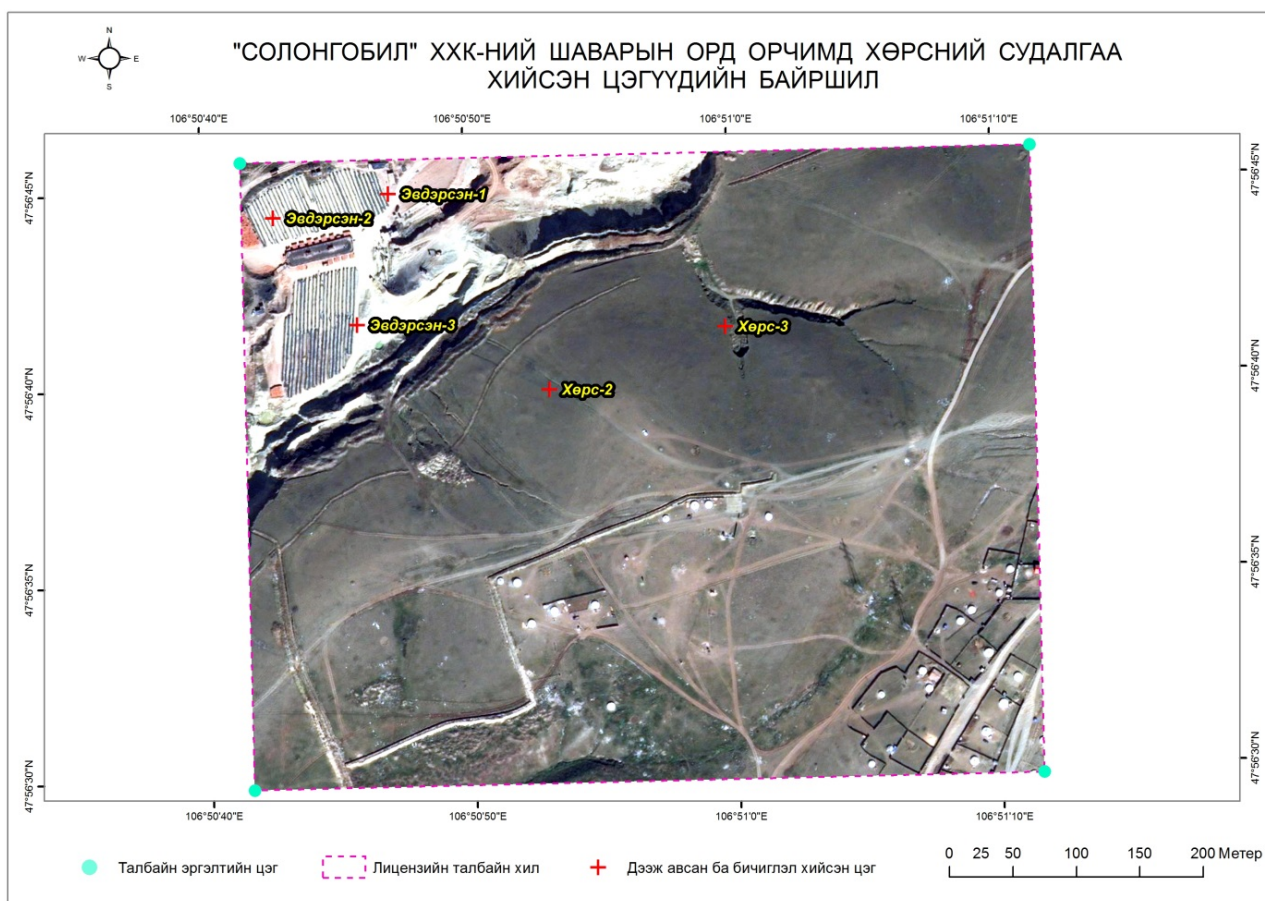 "СОЛОНГОБИЛ" ХХК-НИЙ ШАВАРЫН ОРД ОРЧИМД ХӨРСНИЙ СУДАЛГАА
ХИЙСЭН ЦЭГҮҮДИЙН БАЙРШИЛ
N
W E
S
106°50'40"E 106°50'50"E 106°51'0"E 106°51'10"E
47°56'45"N 47°56'45"N
Эвдэрсэн-1
Эвдэрсэн-2
Эвдэрсэн-3
Хөрс-3
47°56'40"N 47°56'40"N
Хөрс-2
47°56'35"N 47°56'35"N
47°56'30"N 47°56'30"N
106°50'40"E 106°50'50"E 106°51'0"E 106°51'10"E
Талбайн эргэлтийн цэг Лицензийн талбайн хил Дээж авсан ба бичиглэл хийсэн цэг
0 25 50 100 150 200 Метер